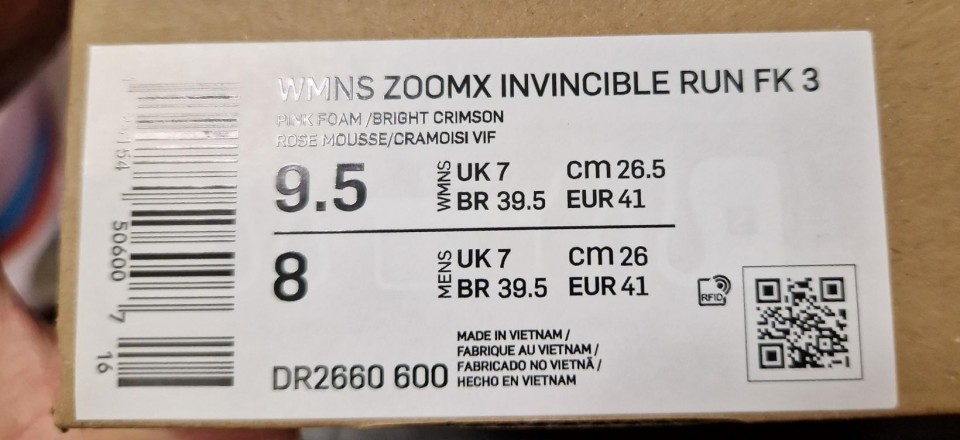 WMNS ZOOMX INVINCIBLE RUN FK 3
PINK FOAM /BRIGHT CRIMSON
ROSE MOUSSE/CRAMOISI VIF
9.5 WMNS UK 7 cm 26.5
BR 39.5 EUR 41
8 MENS UK 7 cm 26
BR 39.5 EUR 41
RFID
MADE IN VIETNAM /
FABRIQUE AU VIETNAM /
FABRICADO NO VIETNÃ /
HECHO EN VIETNAM
DR2660 600
50600 7
16